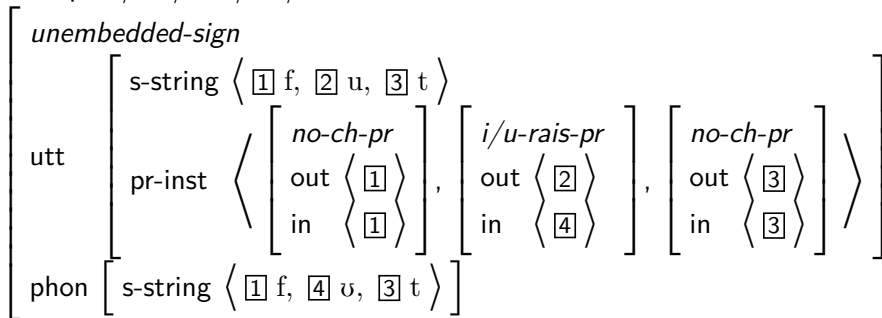 unembedded-sign
s-string ⟨ 1 f, 2 u, 3 t ⟩
utt
pr-inst ⟨ [ no-ch-pr out ⟨ 1 ⟩ in ⟨ 1 ⟩ ], [ i/u-rais-pr out ⟨ 2 ⟩ in ⟨ 4 ⟩ ], [ no-ch-pr out ⟨ 3 ⟩ in ⟨ 3 ⟩ ] ⟩
phon [ s-string ⟨ 1 f, 4 ʊ, 3 t ⟩ ]